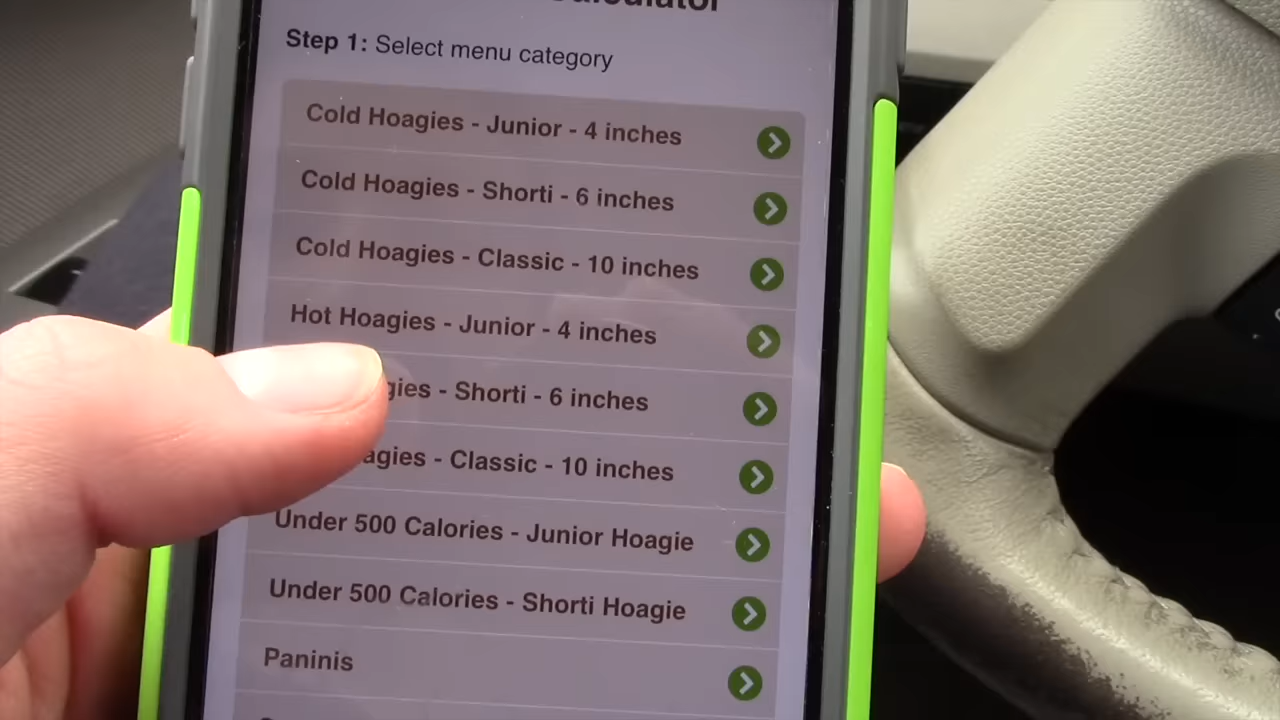 Calculator
Step 1: Select menu category
Cold Hoagies - Junior - 4 inches
Cold Hoagies - Shorti - 6 inches
Cold Hoagies - Classic - 10 inches
Hot Hoagies - Junior - 4 inches
gies - Shorti - 6 inches
agies - Classic - 10 inches
Under 500 Calories - Junior Hoagie
Under 500 Calories - Shorti Hoagie
Paninis